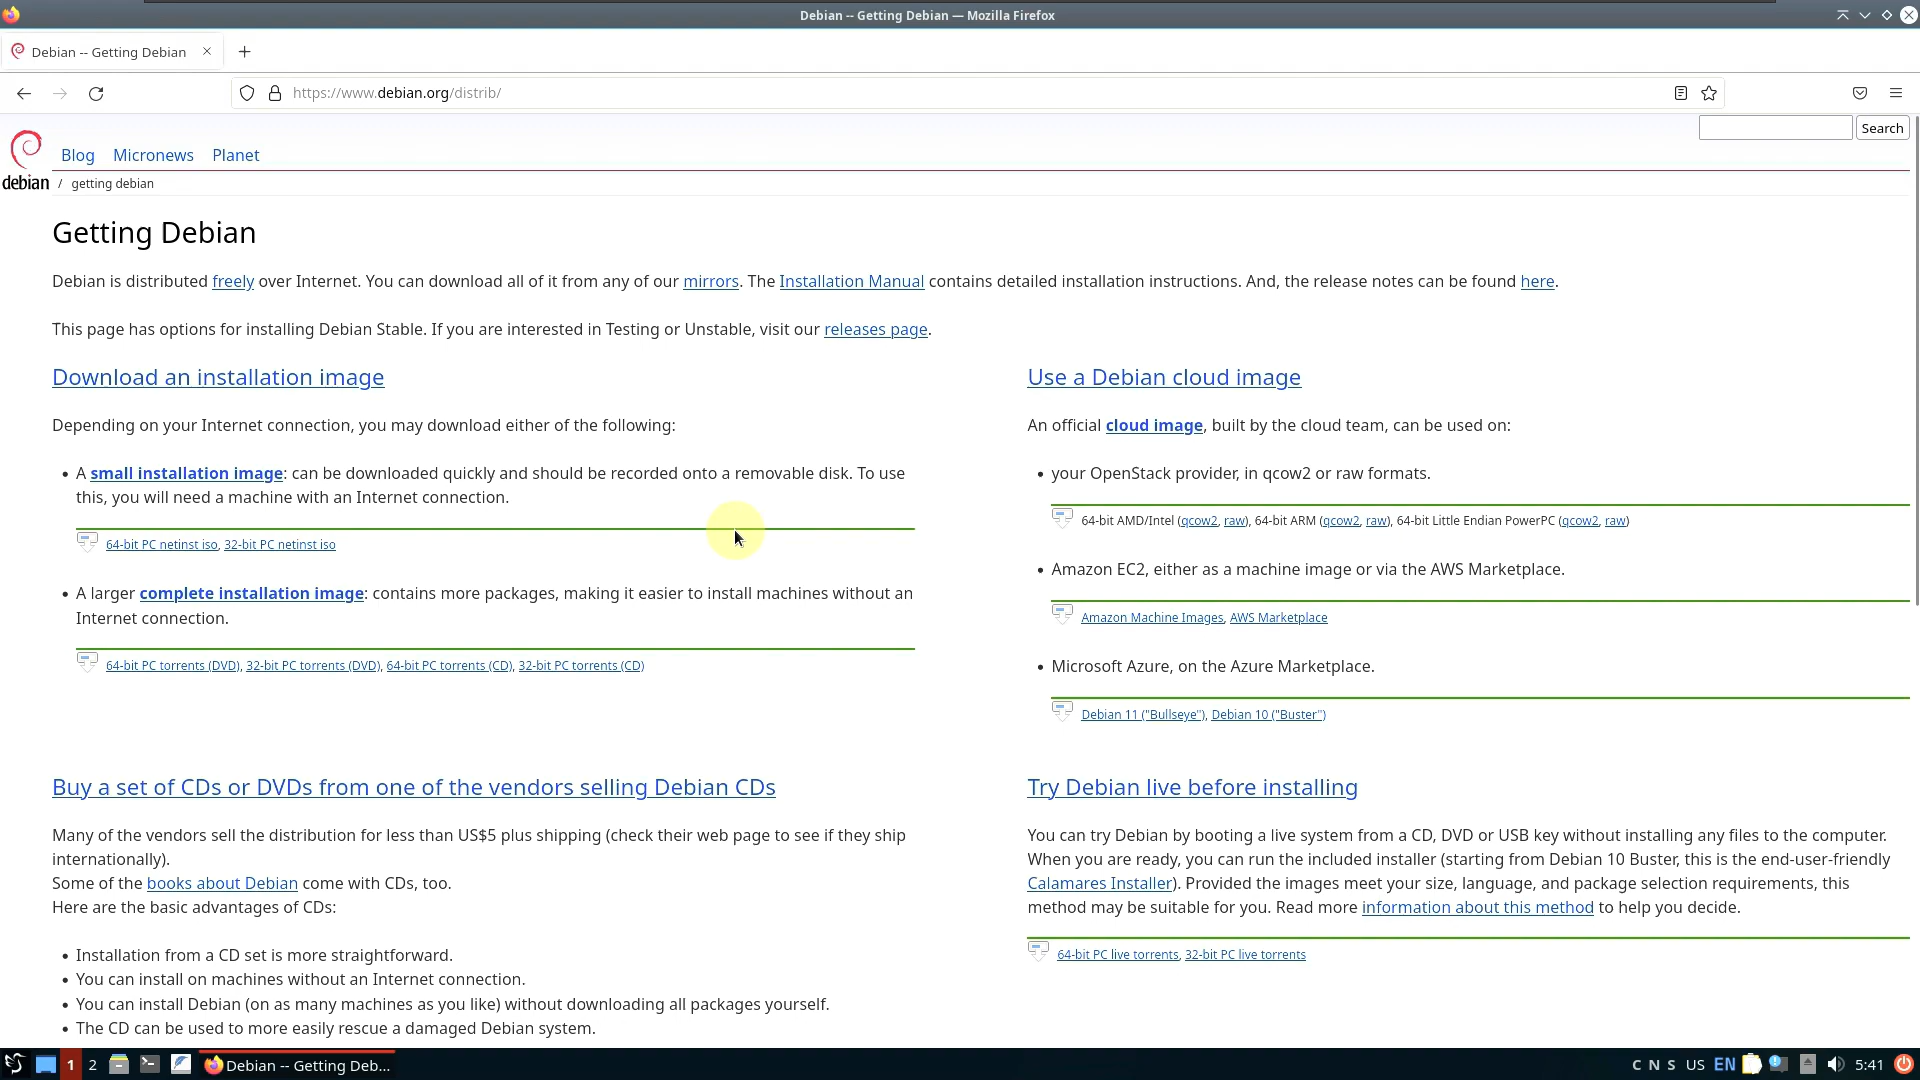 Debian -- Getting Debian — Mozilla Firefox
Debian -- Getting Debian
https://www.debian.org/distrib/
Search
Blog Micronews Planet
debian / getting debian
Getting Debian
Debian is distributed freely over Internet. You can download all of it from any of our mirrors. The Installation Manual contains detailed installation instructions. And, the release notes can be found here.
This page has options for installing Debian Stable. If you are interested in Testing or Unstable, visit our releases page.
Download an installation image
Depending on your Internet connection, you may download either of the following:
• A small installation image: can be downloaded quickly and should be recorded onto a removable disk. To use
this, you will need a machine with an Internet connection.
64-bit PC netinst iso, 32-bit PC netinst iso
• A larger complete installation image: contains more packages, making it easier to install machines without an
Internet connection.
64-bit PC torrents (DVD), 32-bit PC torrents (DVD), 64-bit PC torrents (CD), 32-bit PC torrents (CD)
Use a Debian cloud image
An official cloud image, built by the cloud team, can be used on:
• your OpenStack provider, in qcow2 or raw formats.
64-bit AMD/Intel (qcow2, raw), 64-bit ARM (qcow2, raw), 64-bit Little Endian PowerPC (qcow2, raw)
• Amazon EC2, either as a machine image or via the AWS Marketplace.
Amazon Machine Images, AWS Marketplace
• Microsoft Azure, on the Azure Marketplace.
Debian 11 ("Bullseye"), Debian 10 ("Buster")
Buy a set of CDs or DVDs from one of the vendors selling Debian CDs
Many of the vendors sell the distribution for less than US$5 plus shipping (check their web page to see if they ship
internationally).
Some of the books about Debian come with CDs, too.
Here are the basic advantages of CDs:
• Installation from a CD set is more straightforward.
• You can install on machines without an Internet connection.
• You can install Debian (on as many machines as you like) without downloading all packages yourself.
• The CD can be used to more easily rescue a damaged Debian system.
Try Debian live before installing
You can try Debian by booting a live system from a CD, DVD or USB key without installing any files to the computer.
When you are ready, you can run the included installer (starting from Debian 10 Buster, this is the end-user-friendly
Calamares Installer). Provided the images meet your size, language, and package selection requirements, this
method may be suitable for you. Read more information about this method to help you decide.
64-bit PC live torrents, 32-bit PC live torrents
1 2 Debian -- Getting Deb... C N S US EN 5:41